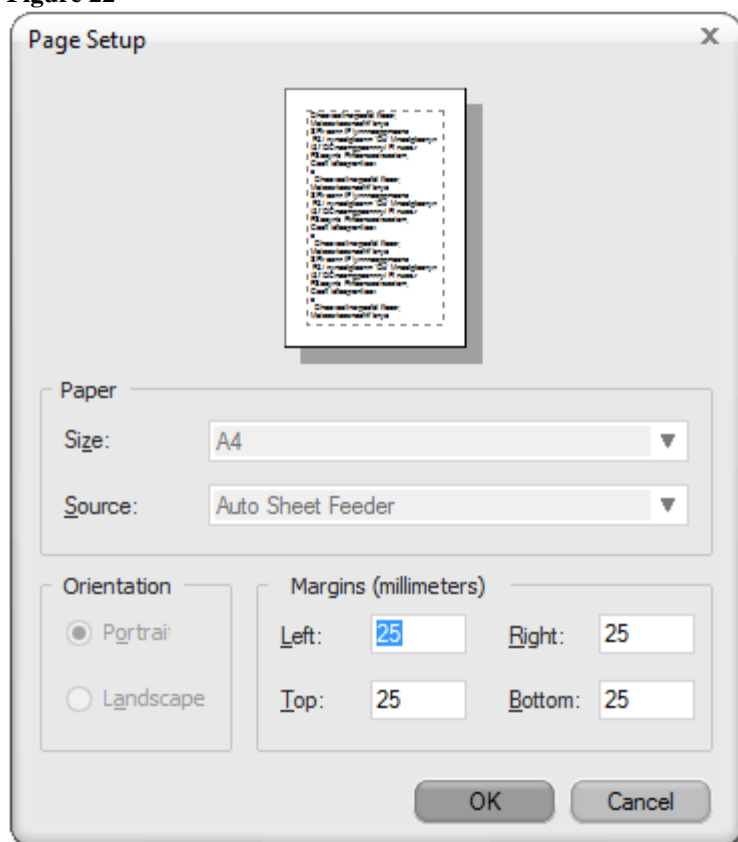 Figure 22
Page Setup
Paper
Size: A4
Source: Auto Sheet Feeder
Orientation Margins (millimeters)
Portrait Left: 25 Right: 25
Landscape Top: 25 Bottom: 25
OK Cancel